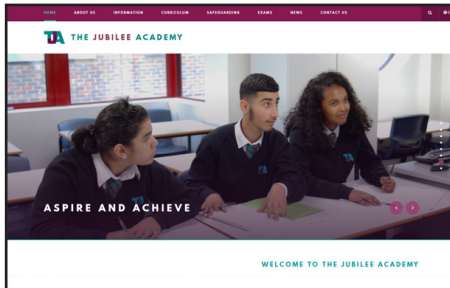 HOME ABOUT US INFORMATION CURRICULUM SAFEGUARDING EXAMS NEWS CONTACT US
TJA THE JUBILEE ACADEMY
ASPIRE AND ACHIEVE
WELCOME TO THE JUBILEE ACADEMY